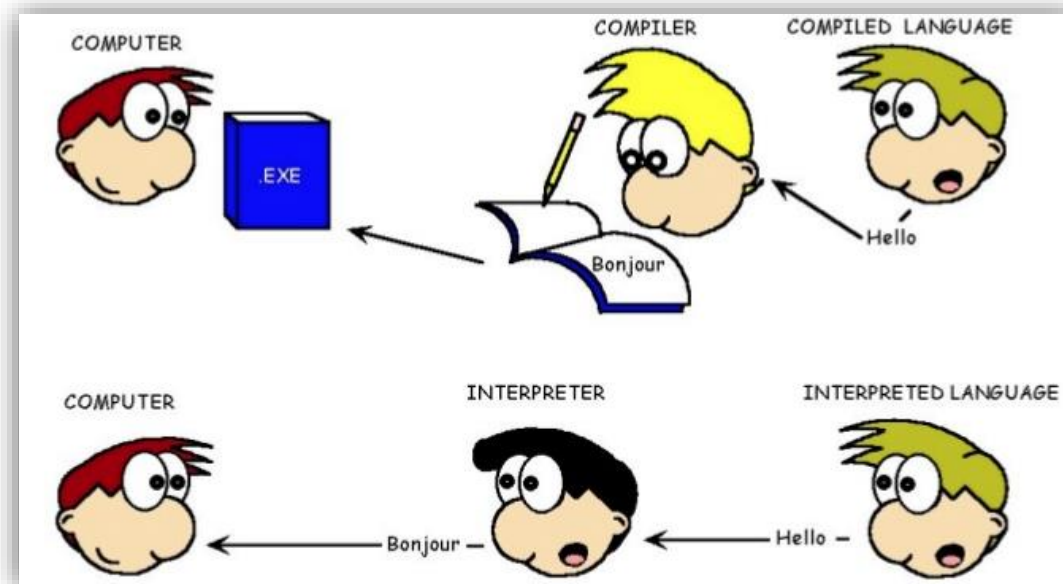 COMPUTER
COMPILER
COMPILED LANGUAGE
.EXE
Hello
Bonjour
COMPUTER
INTERPRETER
INTERPRETED LANGUAGE
Bonjour
Hello